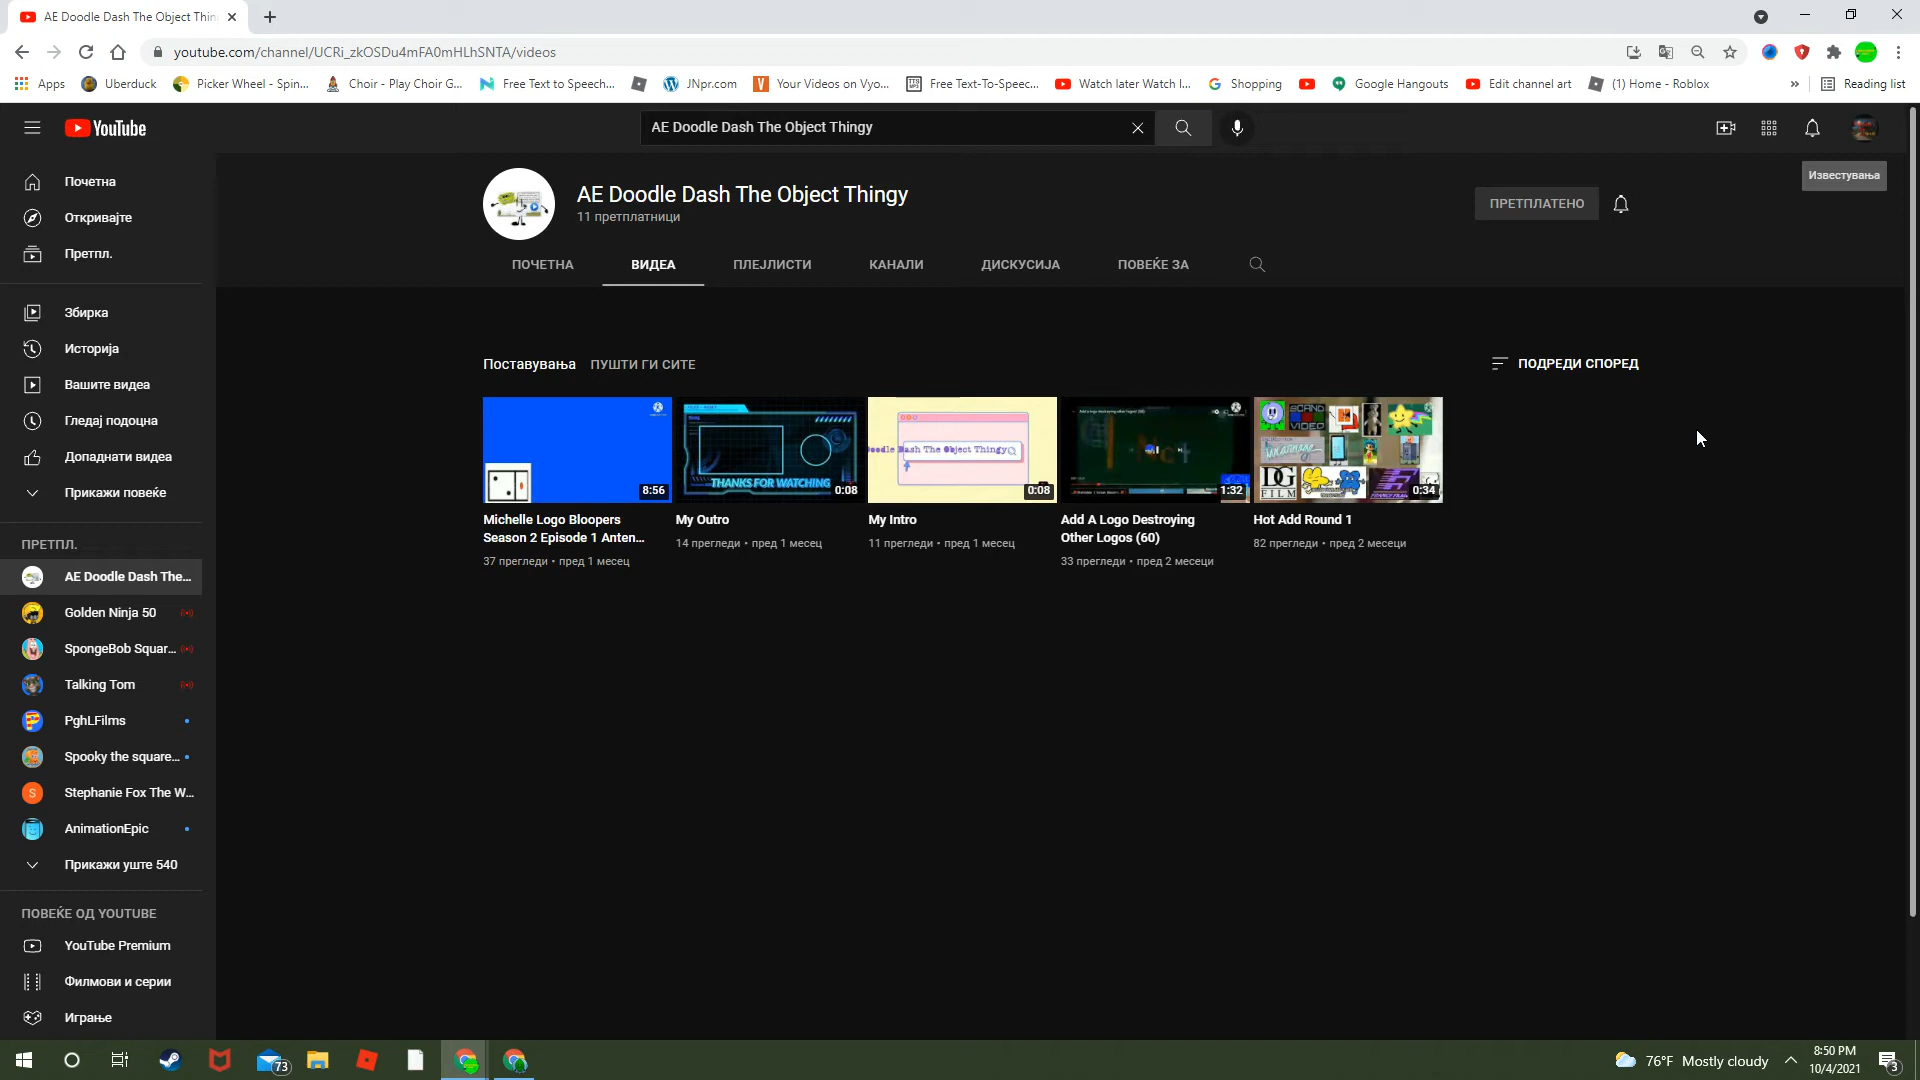 AE Doodle Dash The Object Thin
youtube.com/channel/UCRi_zkOSDu4mFA0mHLhSNTA/videos
Apps Uberduck Picker Wheel - Spin... Choir - Play Choir G... Free Text to Speech... JNpr.com Your Videos on Vyo... Free Text-To-Speec... Watch later Watch l... Shopping Google Hangouts Edit channel art (1) Home - Roblox » Reading list
YouTube
AE Doodle Dash The Object Thingy
Известувања
AE Doodle Dash The Object Thingy
11 претплатници
ПРЕТПЛАТЕНО
ПОЧЕТНА ВИДЕА ПЛЕЈЛИСТИ КАНАЛИ ДИСКУСИЈА ПОВЕЌЕ ЗА
Почетна
Откривајте
Претпл.
Збирка
Историја
Вашите видеа
Гледај подоцна
Допаднати видеа
Прикажи повеќе
ПРЕТПЛ.
AE Doodle Dash The...
Golden Ninja 50
SpongeBob Squar...
Talking Tom
PghLFilms
Spooky the square...
S Stephanie Fox The W...
AnimationEpic
Прикажи уште 540
ПОВЕЌЕ ОД YOUTUBE
YouTube Premium
Филмови и серии
Играње
Поставувања ПУШТИ ГИ СИТЕ
ПОДРЕДИ СПОРЕД
8:56
Michelle Logo Bloopers
Season 2 Episode 1 Anten...
37 прегледи • пред 1 месец
THANKS FOR WATCHING
0:08
My Outro
14 прегледи • пред 1 месец
Doodle Dash The Object Thingy
0:08
My Intro
11 прегледи • пред 1 месец
1:32
Add A Logo Destroying
Other Logos (60)
33 прегледи • пред 2 месеци
SCAND
VIDEO
DG
FILM
0:34
Hot Add Round 1
82 прегледи • пред 2 месеци
73
76°F Mostly cloudy
8:50 PM
10/4/2021
3